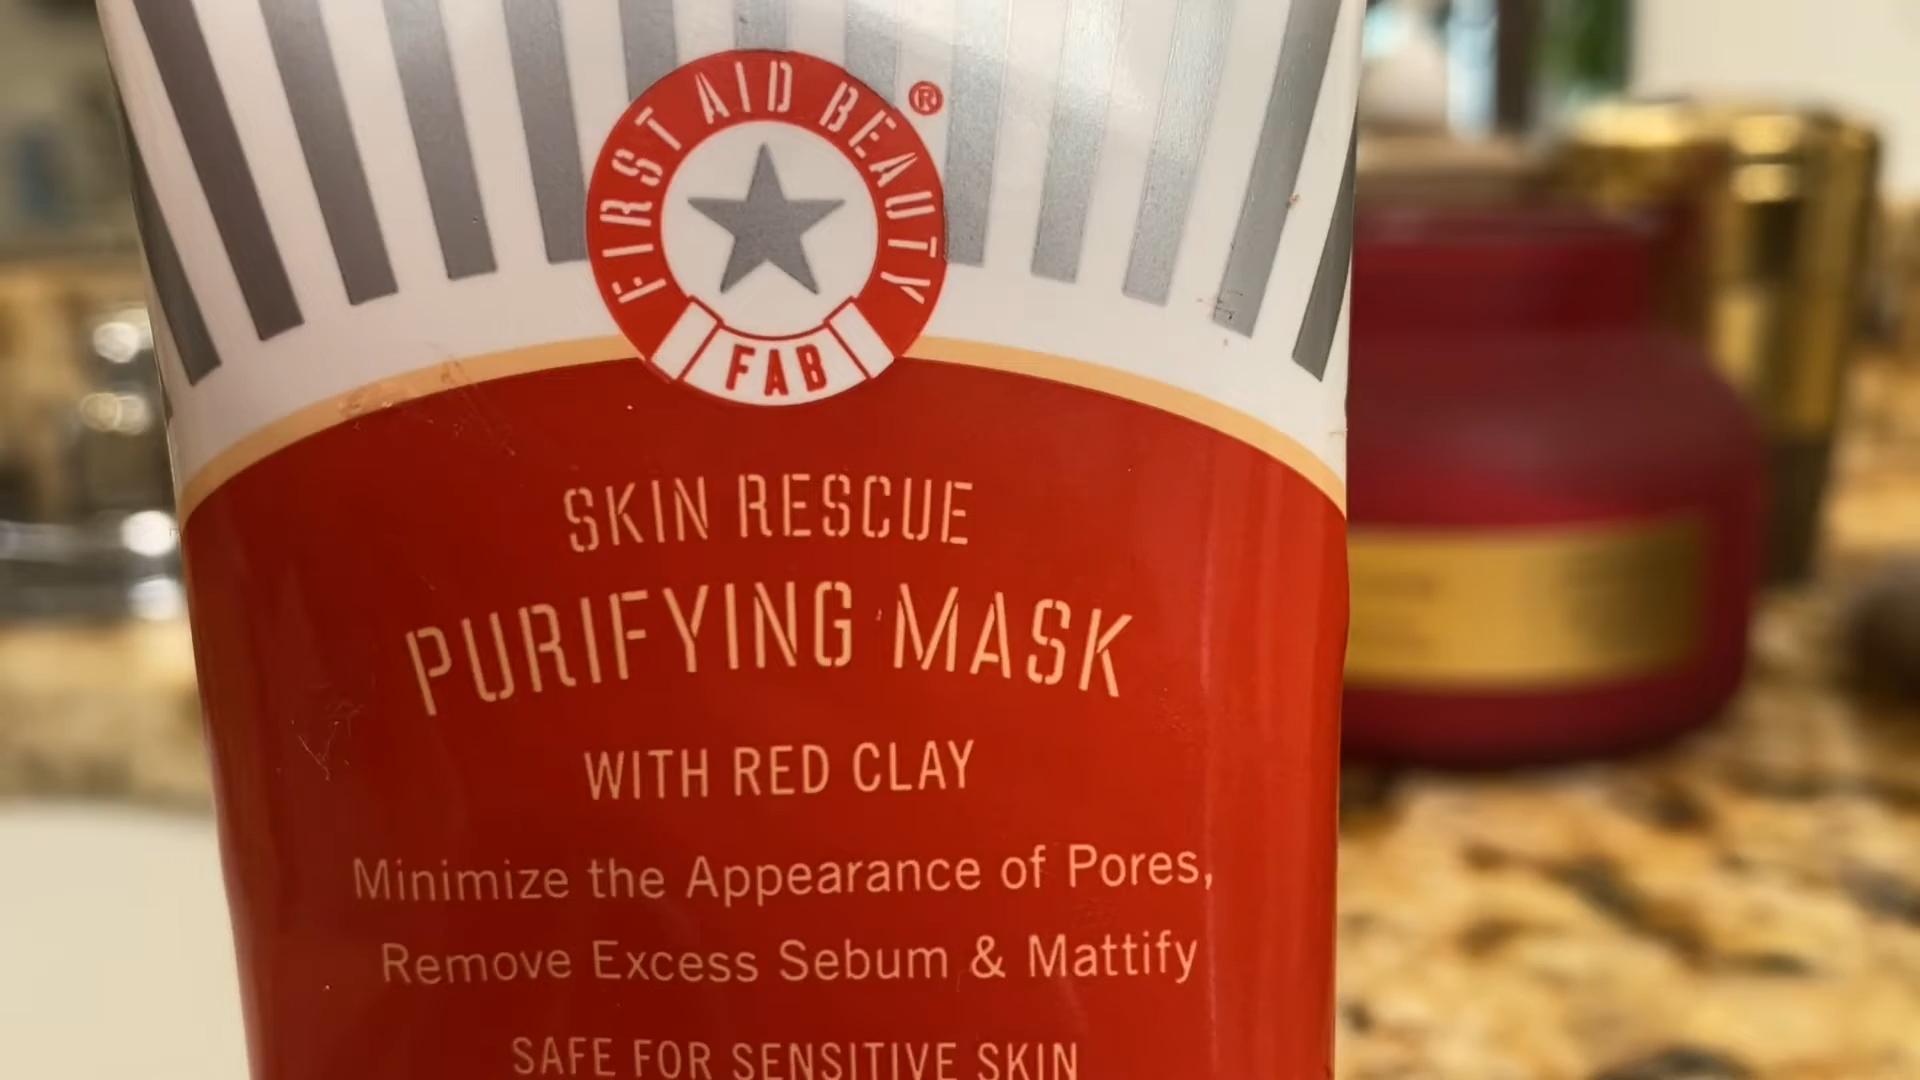 FIRST AID BEAUTY ®
FAB
SKIN RESCUE
PURIFYING MASK
WITH RED CLAY
Minimize the Appearance of Pores,
Remove Excess Sebum & Mattify
SAFE FOR SENSITIVE SKIN